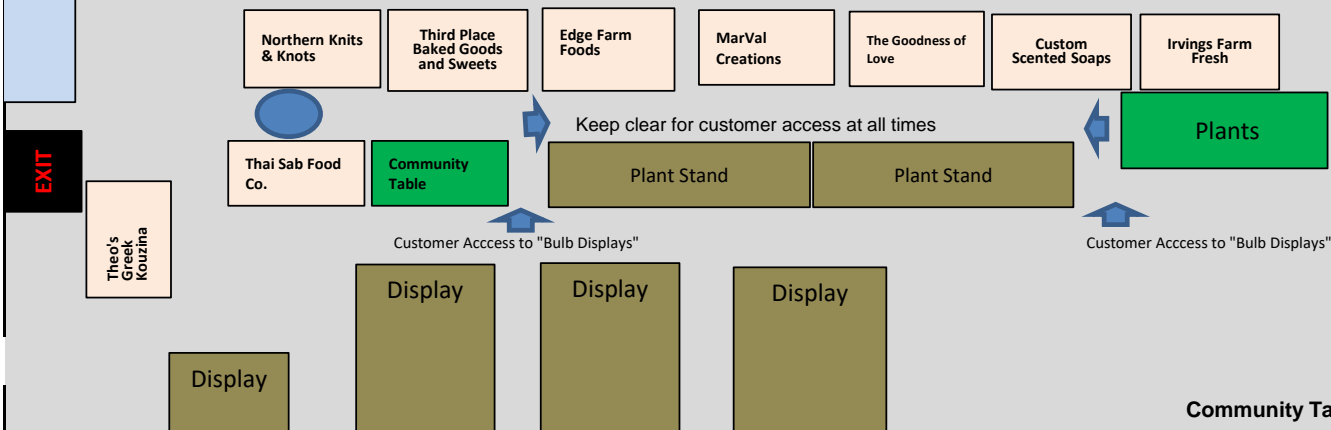 Northern Knits
& Knots
Third Place
Baked Goods
and Sweets
Edge Farm
Foods
MarVal
Creations
The Goodness of
Love
Custom
Scented Soaps
Irvings Farm
Fresh
Keep clear for customer access at all times
Plants
EXIT
Thai Sab Food
Co.
Community
Table
Plant Stand
Plant Stand
Theo's
Greek
Kouzina
Customer Acccess to "Bulb Displays"
Customer Acccess to "Bulb Displays"
Display
Display
Display
Display
Community Ta